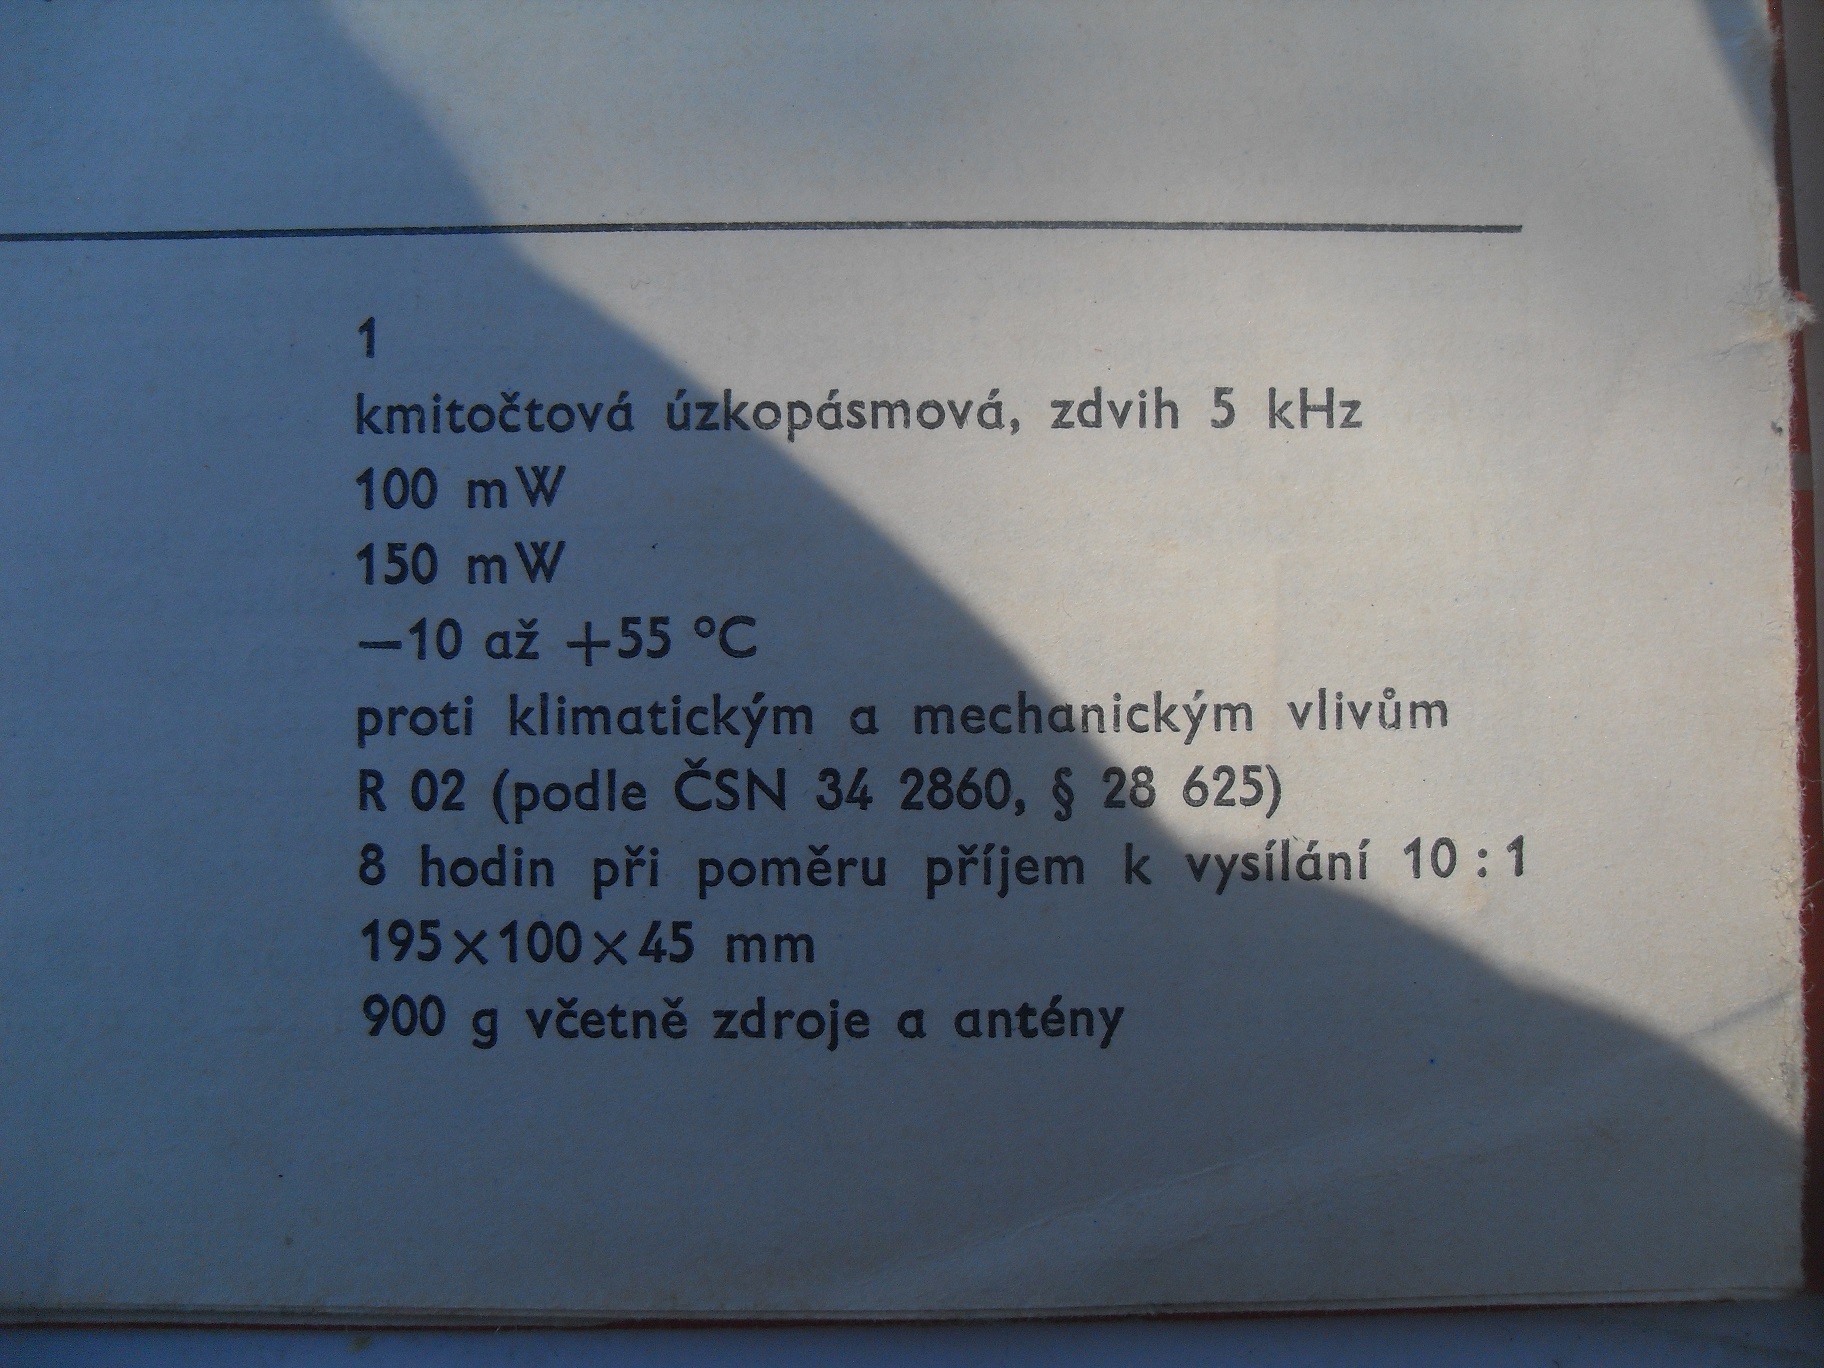 1
kmitočtová úzkopásmová, zdvih 5 kHz
100 mW
150 mW
—10 až +55 °C
proti klimatickým a mechanickým vlivům
R 02 (podle ČSN 34 2860, § 28 625)
8 hodin při poměru příjem k vysílání 10 : 1
195×100×45 mm
900 g včetně zdroje a antény